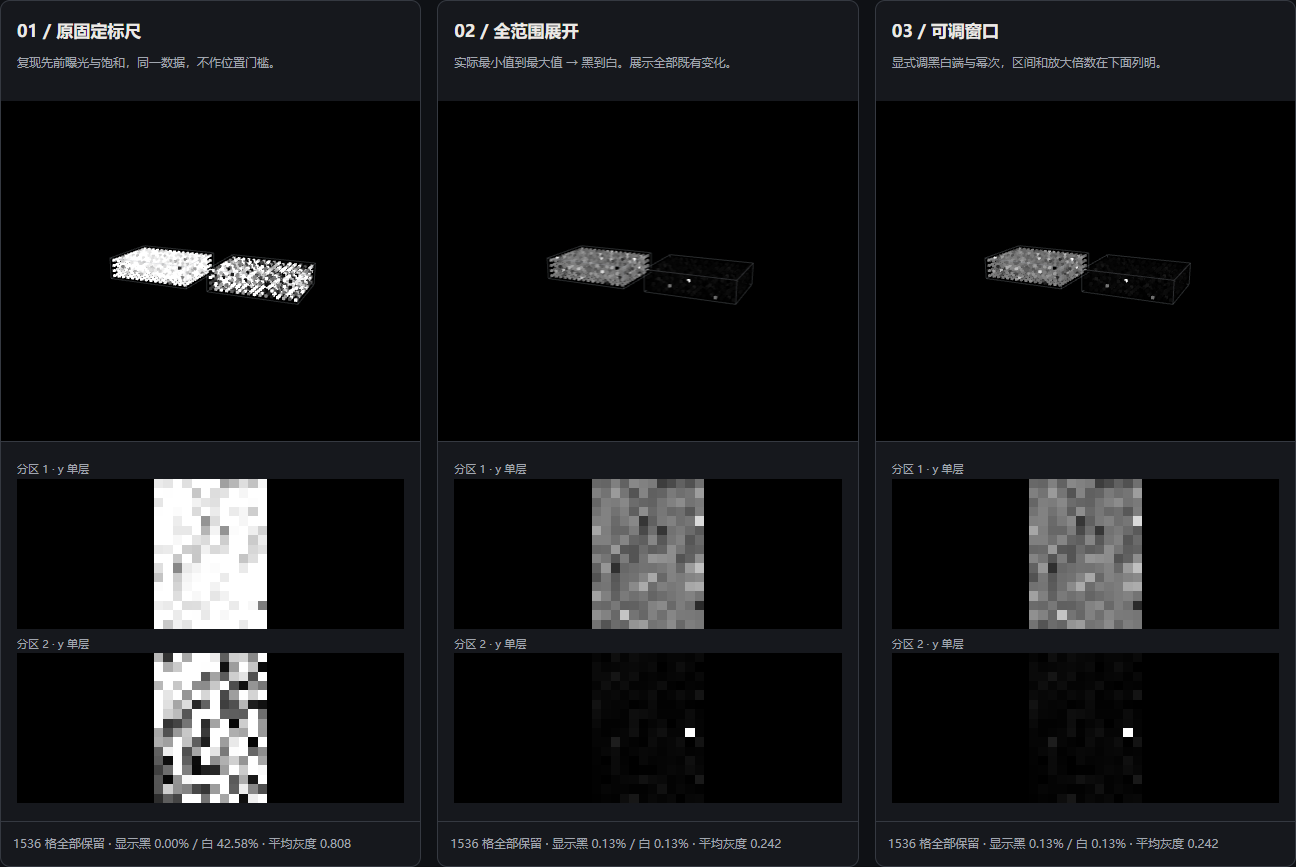 01 / 原固定标尺
复现先前曝光与饱和，同一数据，不作位置门槛。
分区 1 · y 单层
分区 2 · y 单层
1536 格全部保留 · 显示黑 0.00% / 白 42.58% · 平均灰度 0.808
02 / 全范围展开
实际最小值到最大值 → 黑到白。展示全部既有变化。
分区 1 · y 单层
分区 2 · y 单层
1536 格全部保留 · 显示黑 0.13% / 白 0.13% · 平均灰度 0.242
03 / 可调窗口
显式调黑白端与幂次，区间和放大倍数在下面列明。
分区 1 · y 单层
分区 2 · y 单层
1536 格全部保留 · 显示黑 0.13% / 白 0.13% · 平均灰度 0.242